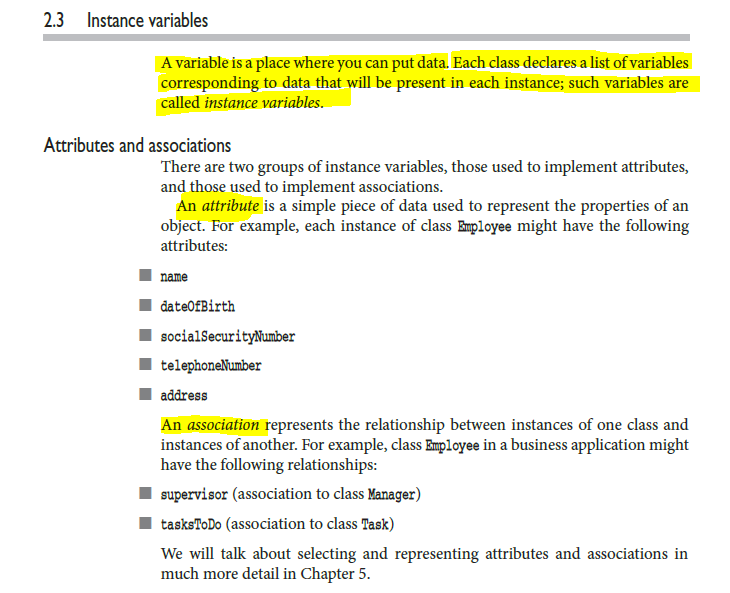 2.3 Instance variables
A variable is a place where you can put data. Each class declares a list of variables
corresponding to data that will be present in each instance; such variables are
called instance variables.
Attributes and associations
There are two groups of instance variables, those used to implement attributes,
and those used to implement associations.
An attribute is a simple piece of data used to represent the properties of an
object. For example, each instance of class Employee might have the following
attributes:
name
dateOfBirth
socialSecurityNumber
telephoneNumber
address
An association represents the relationship between instances of one class and
instances of another. For example, class Employee in a business application might
have the following relationships:
supervisor (association to class Manager)
tasksToDo (association to class Task)
We will talk about selecting and representing attributes and associations in
much more detail in Chapter 5.